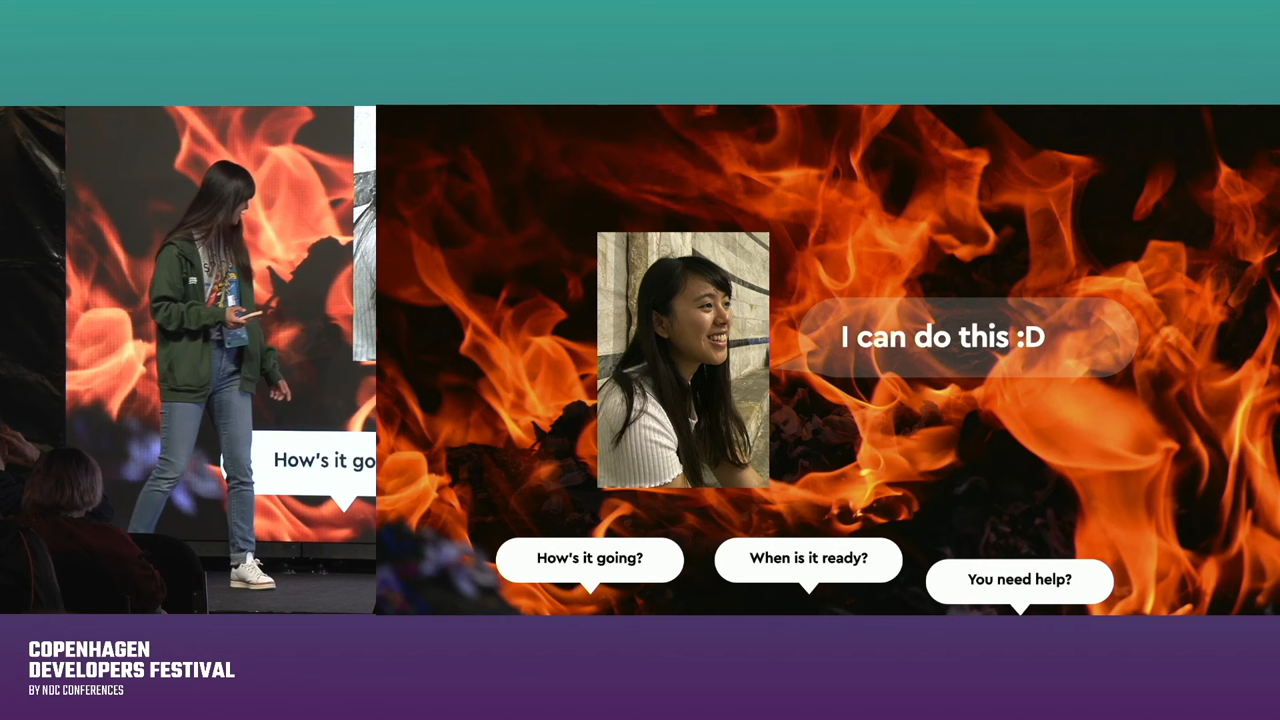 How's it go
I can do this :D
How's it going?
When is it ready?
You need help?
COPENHAGEN
DEVELOPERS FESTIVAL
BY NDC CONFERENCES